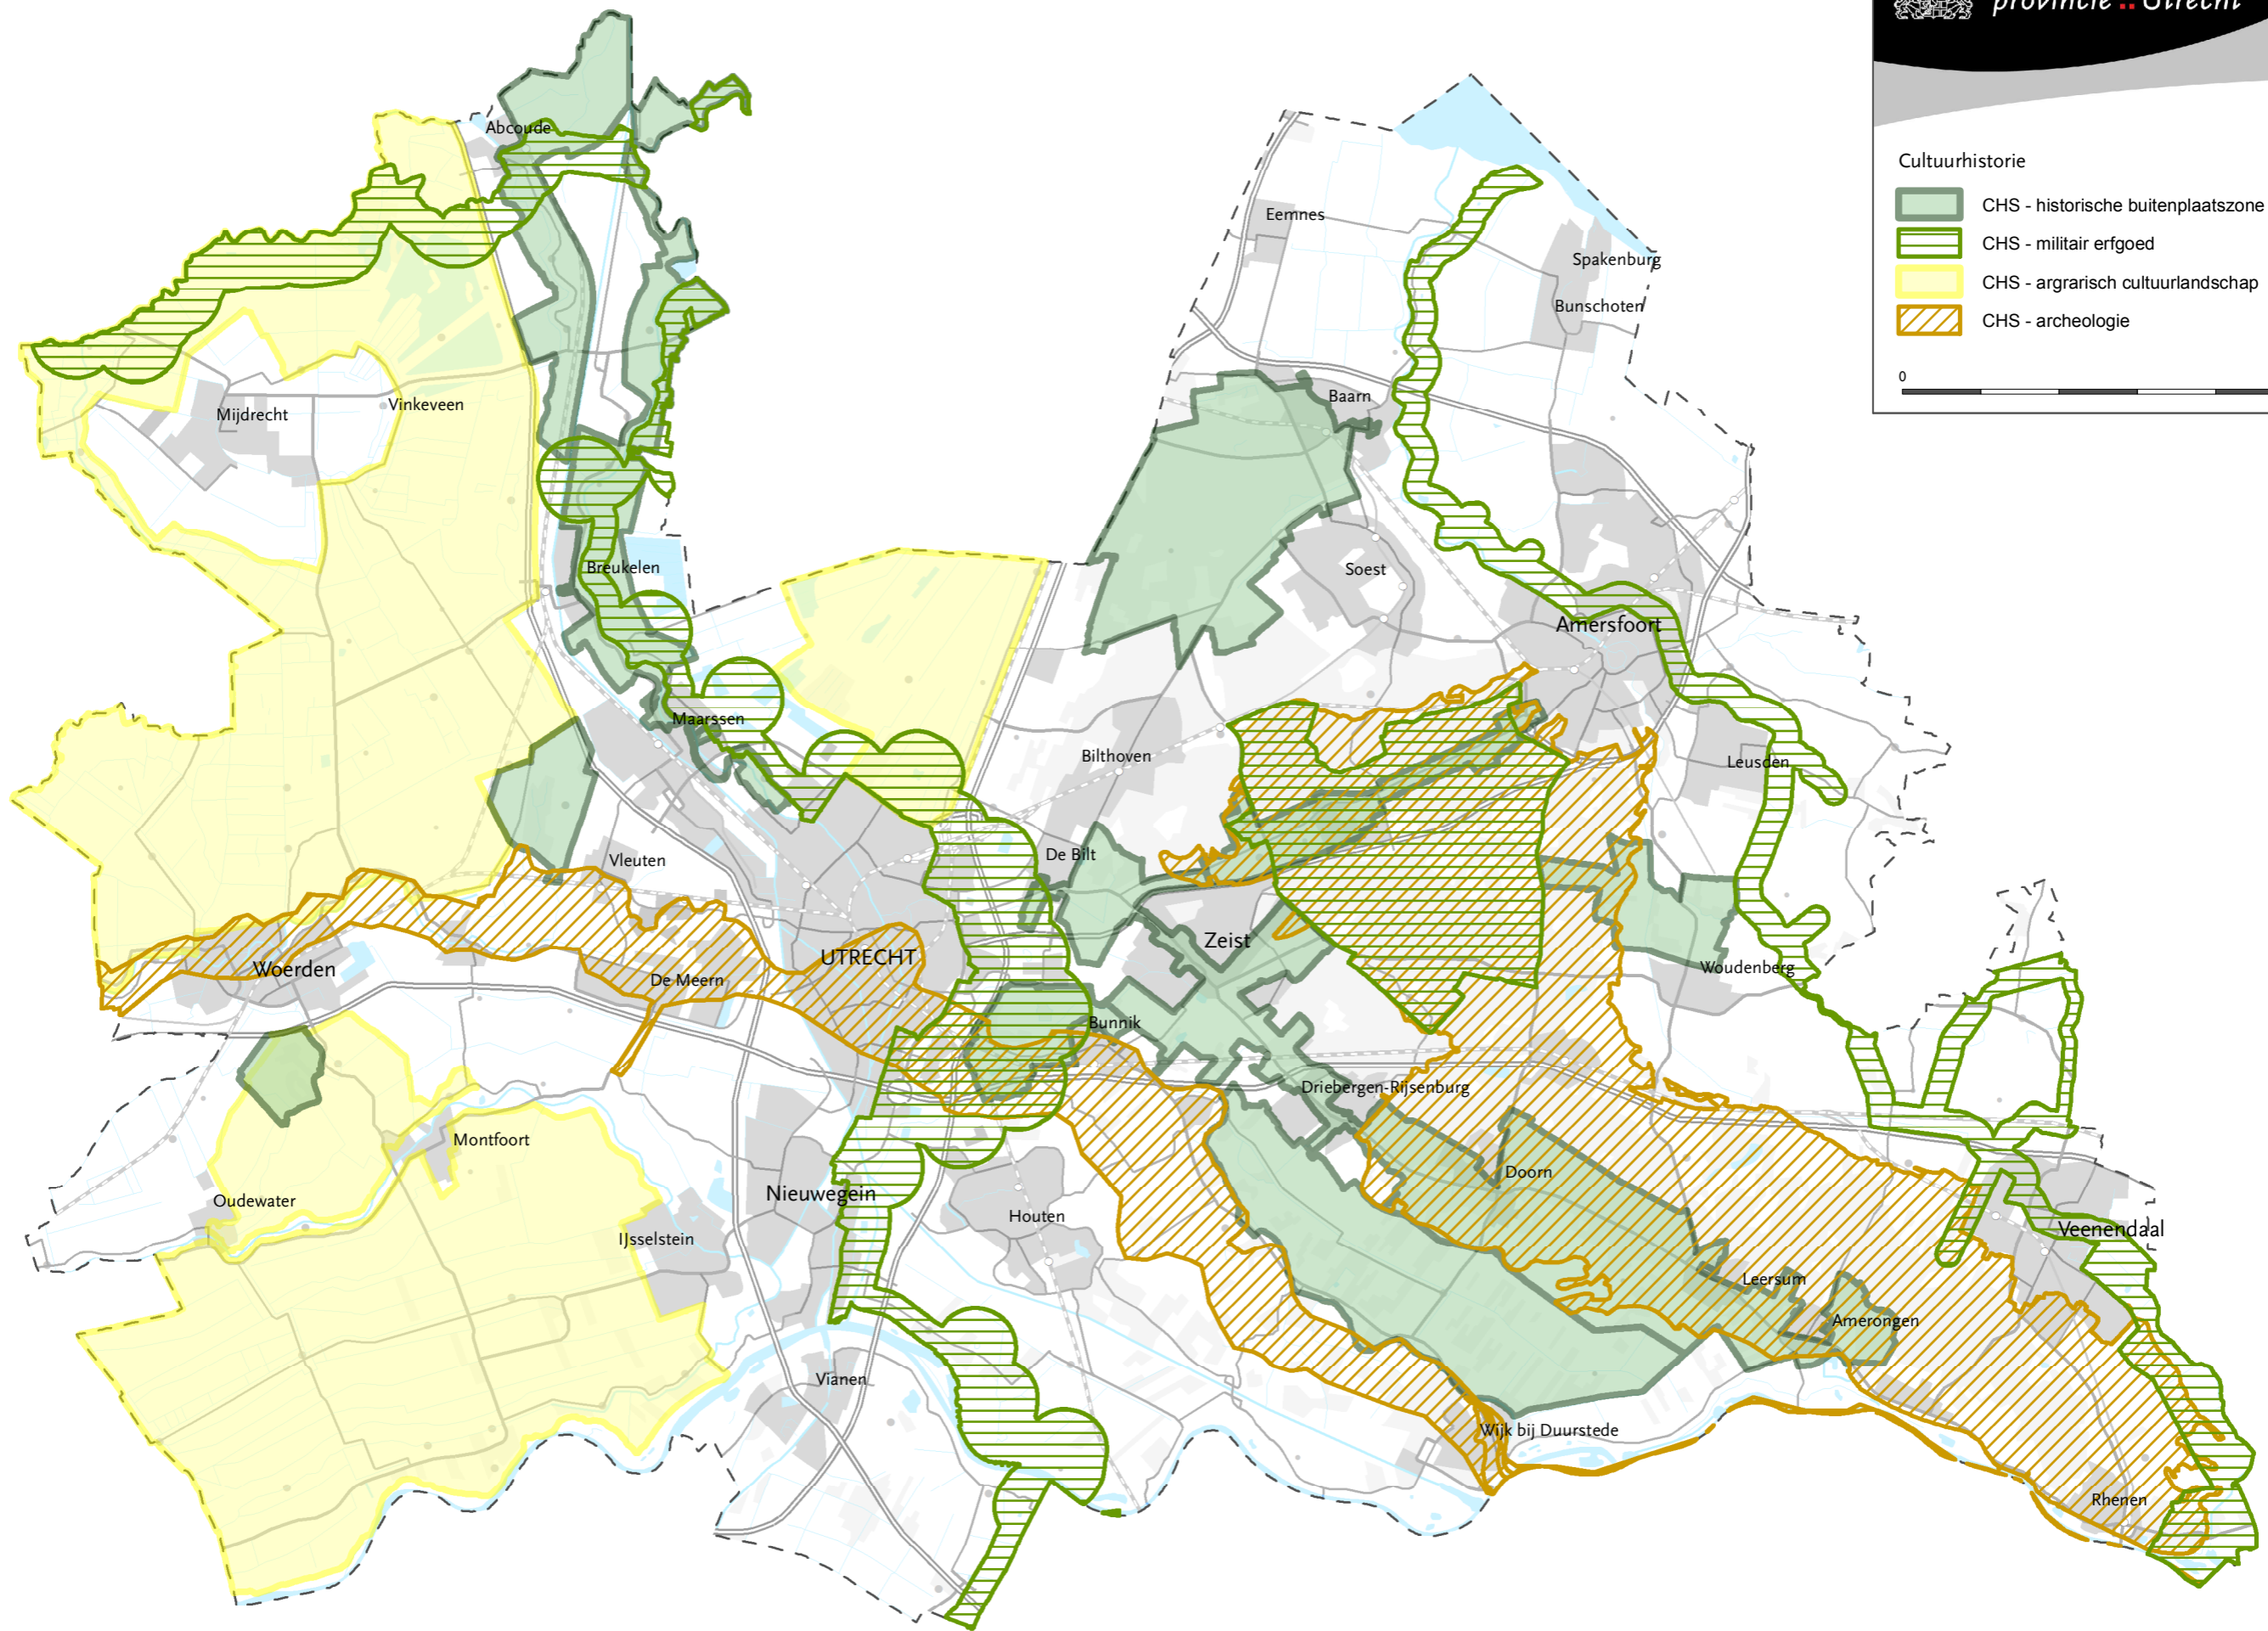 provincie :: Utrecht
Cultuurhistorie
CHS - historische buitenplaatszone
CHS - militair erfgoed
CHS - argrarisch cultuurlandschap
CHS - archeologie
0
Abcoude
Eemnes
Spakenburg
Bunschoten
Baarn
Mijdrecht
Vinkeveen
Breukelen
Soest
Amersfoort
Maarssen
Bilthoven
Leusden
Vleuten
De Bilt
Zeist
UTRECHT
Woerden
De Meern
Woudenberg
Bunnik
Driebergen-Rijsenburg
Montfoort
Doorn
Oudewater
Nieuwegein
Houten
IJsselstein
Veenendaal
Leersum
Amerongen
Vianen
Wijk bij Duurstede
Rhenen